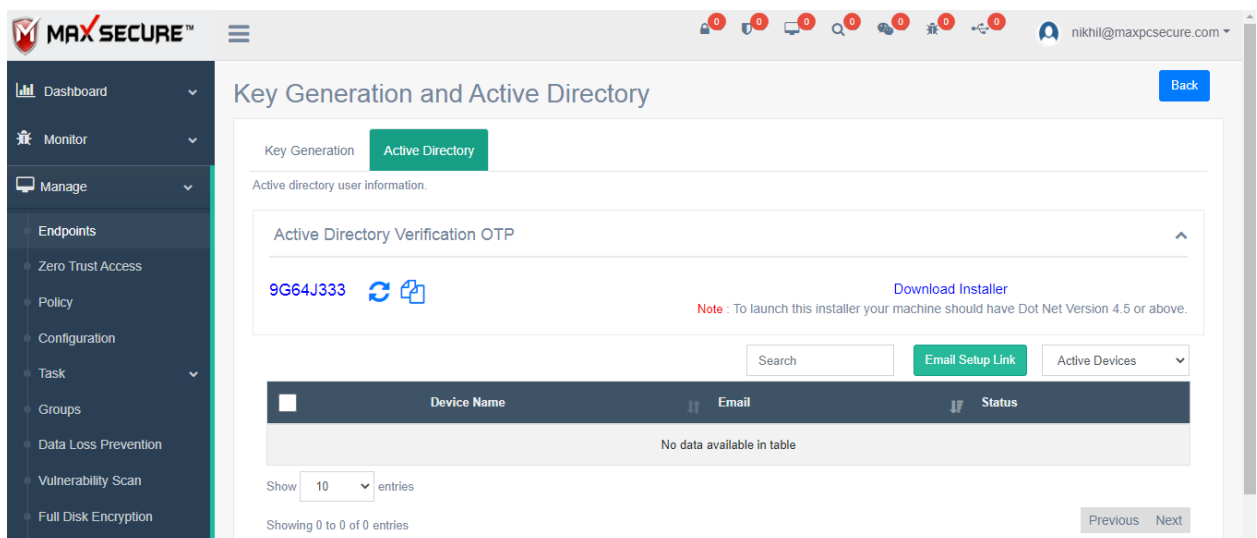 MAX SECURE™
0 0 0 0 0 0 0
nikhil@maxpcsecure.com
Dashboard
Monitor
Manage
Endpoints
Zero Trust Access
Policy
Configuration
Task
Groups
Data Loss Prevention
Vulnerability Scan
Full Disk Encryption
Key Generation and Active Directory
Back
Key Generation Active Directory
Active directory user information.
Active Directory Verification OTP
9G64J333
Download Installer
Note : To launch this installer your machine should have Dot Net Version 4.5 or above.
Search Email Setup Link Active Devices
Device Name Email Status
No data available in table
Show 10 entries
Showing 0 to 0 of 0 entries
Previous Next